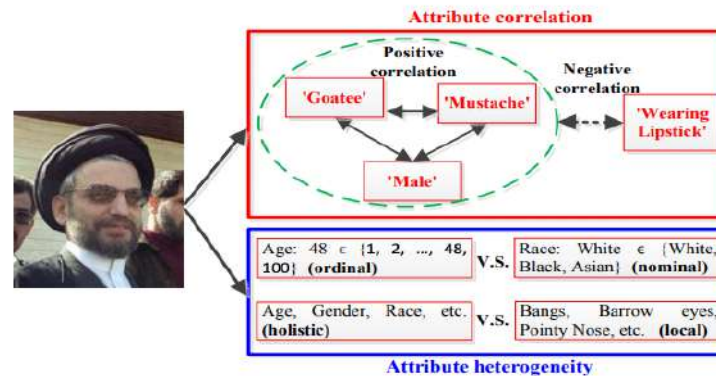 Attribute correlation
Positive
correlation
Negative
correlation
'Goatee'
'Mustache'
'Wearing
Lipstick'
'Male'
Age: 48 ϵ {1, 2, ..., 48,
100} (ordinal)
V.S.
Race: White ϵ {White,
Black, Asian} (nominal)
Age, Gender, Race, etc.
(holistic)
V.S.
Bangs, Barrow eyes,
Pointy Nose, etc. (local)
Attribute heterogeneity